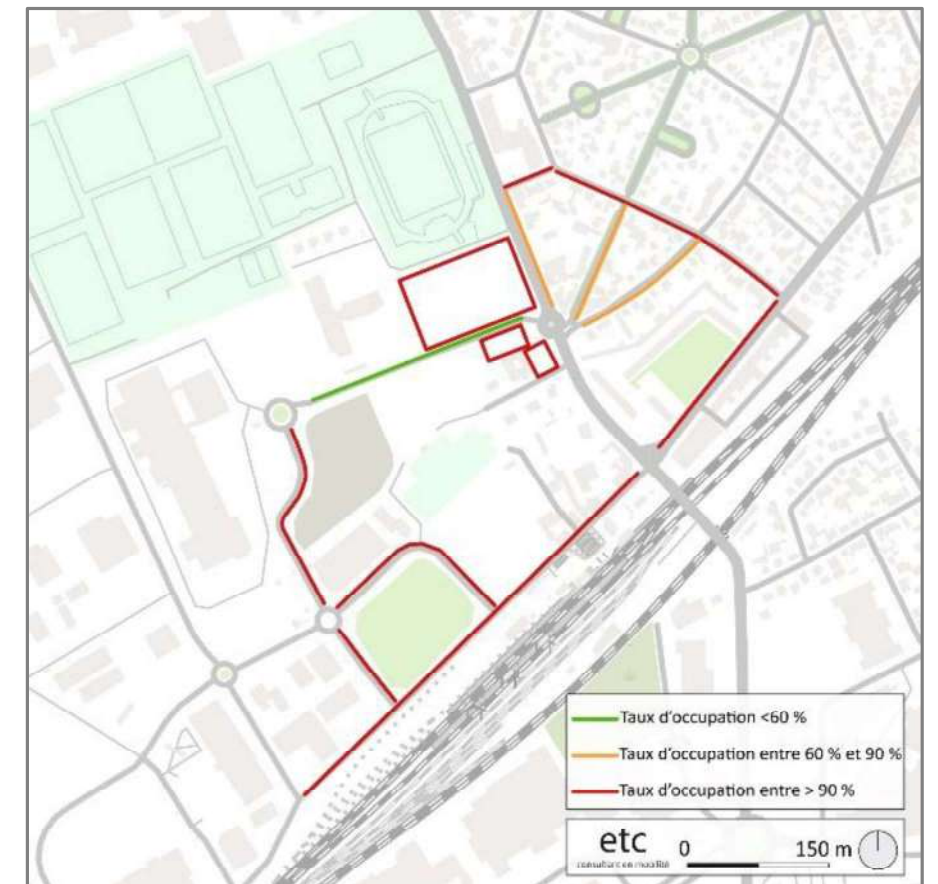 Taux d'occupation <60 %
Taux d'occupation entre 60 % et 90 %
Taux d'occupation entre > 90 %
etc
consultant en mobilité
0 150 m